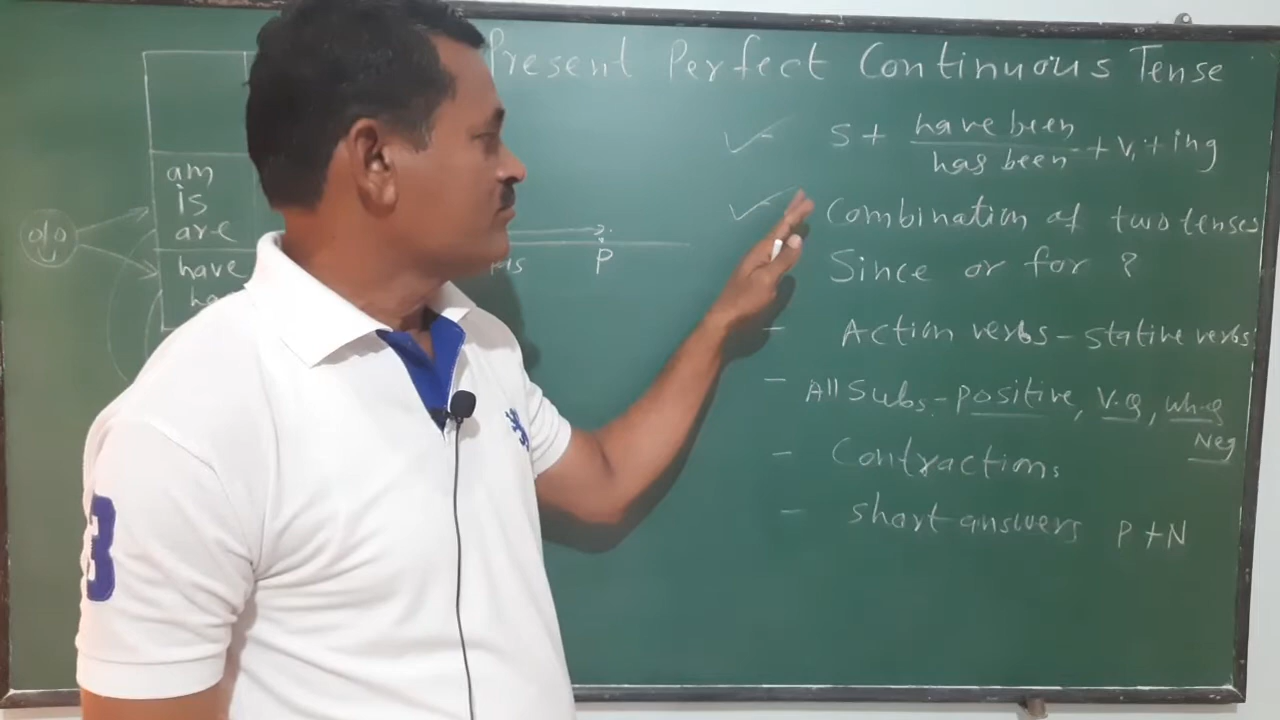 Present Perfect Continuous Tense
S + have been / has been + V1 + ing
Combination of two tenses
Since or for ?
Action verbs - stative verbs
All Subs. - positive, V.Q, Wh-Q
Neg
Contractions
Short answers P + N
am
is
are
have
P
3